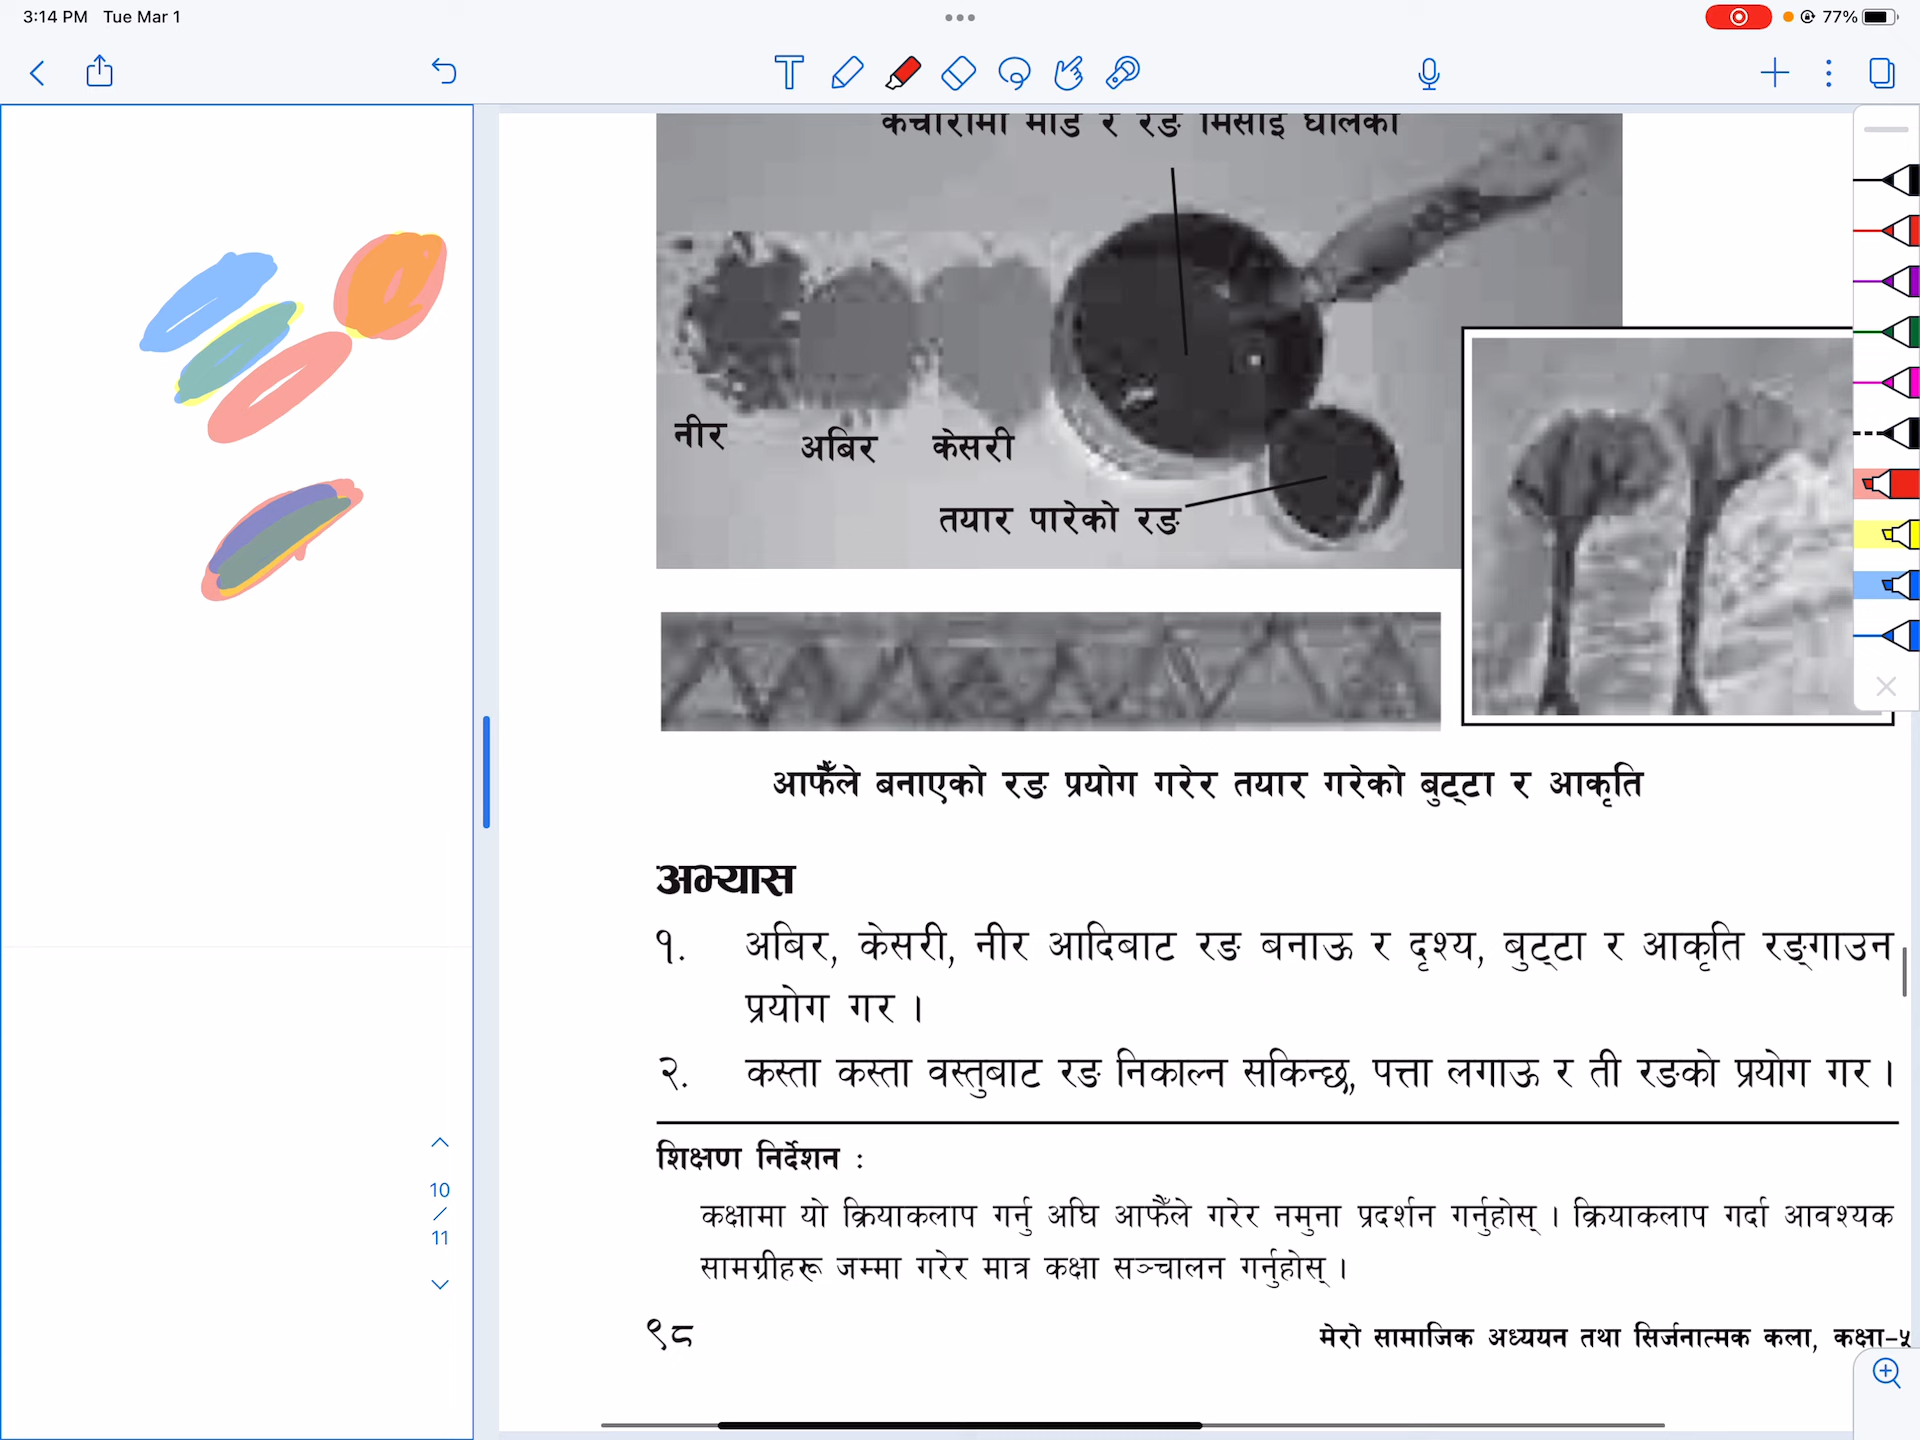 3:14 PM Tue Mar 1
77%
कचौरामा माड र रङ मिसाई घोलेको
नीर
अबिर
केसरी
तयार पारेको रङ
आफैँले बनाएको रङ प्रयोग गरेर तयार गरेको बुट्टा र आकृति
अभ्यास
१. अबिर, केसरी, नीर आदिबाट रङ बनाऊ र दृश्य, बुट्टा र आकृति रङ्गाउन
प्रयोग गर ।
२. कस्ता कस्ता वस्तुबाट रङ निकाल्न सकिन्छ, पत्ता लगाऊ र ती रङको प्रयोग गर ।
शिक्षण निर्देशन :
कक्षामा यो क्रियाकलाप गर्नु अघि आफैँले गरेर नमुना प्रदर्शन गर्नुहोस् । क्रियाकलाप गर्दा आवश्यक
सामग्रीहरू जम्मा गरेर मात्र कक्षा सञ्चालन गर्नुहोस् ।
९८
मेरो सामाजिक अध्ययन तथा सिर्जनात्मक कला, कक्षा-५
10
/
11